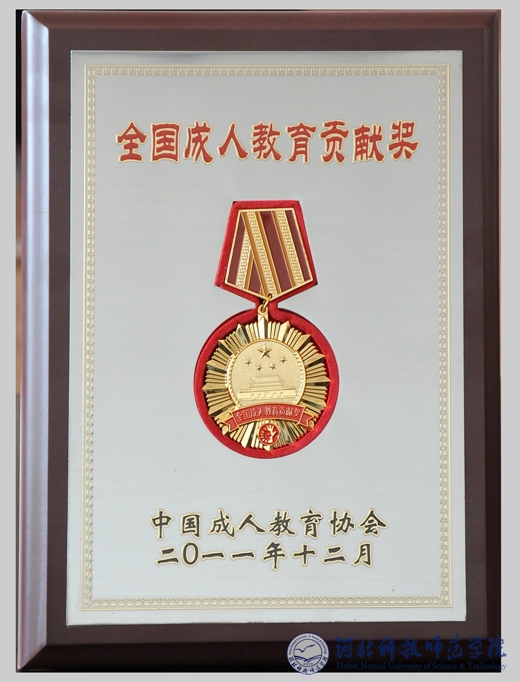 全国成人教育贡献奖
全国成人教育贡献奖
中国成人教育协会
二〇一一年十二月
河北科技师范学院
Hebei Normal University of Science & Technology